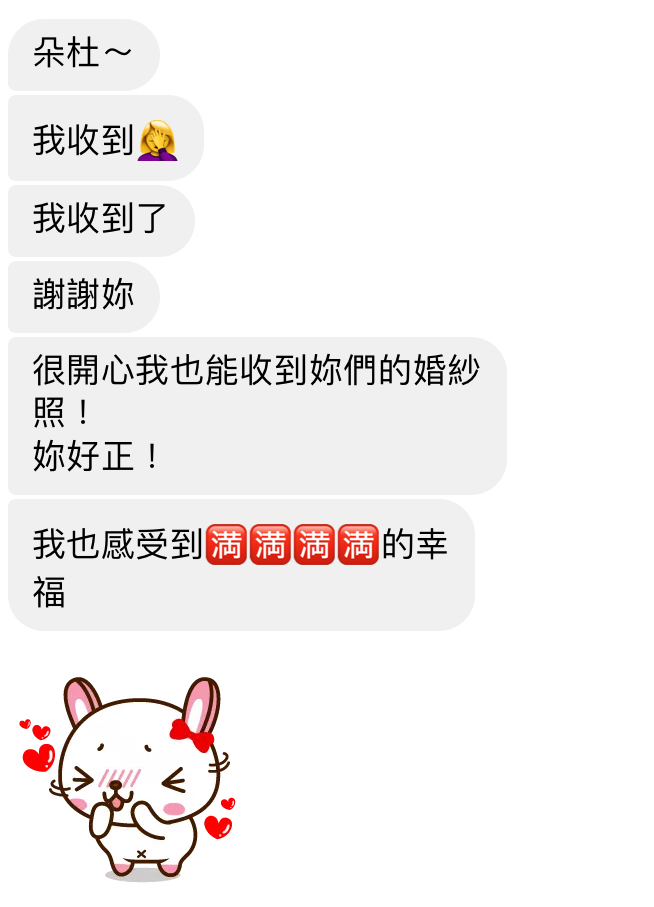 朵杜～
我收到🤦‍♀️
我收到了
謝謝妳
很開心我也能收到妳們的婚紗
照！
妳好正！
我也感受到🈵🈵🈵🈵的幸
福